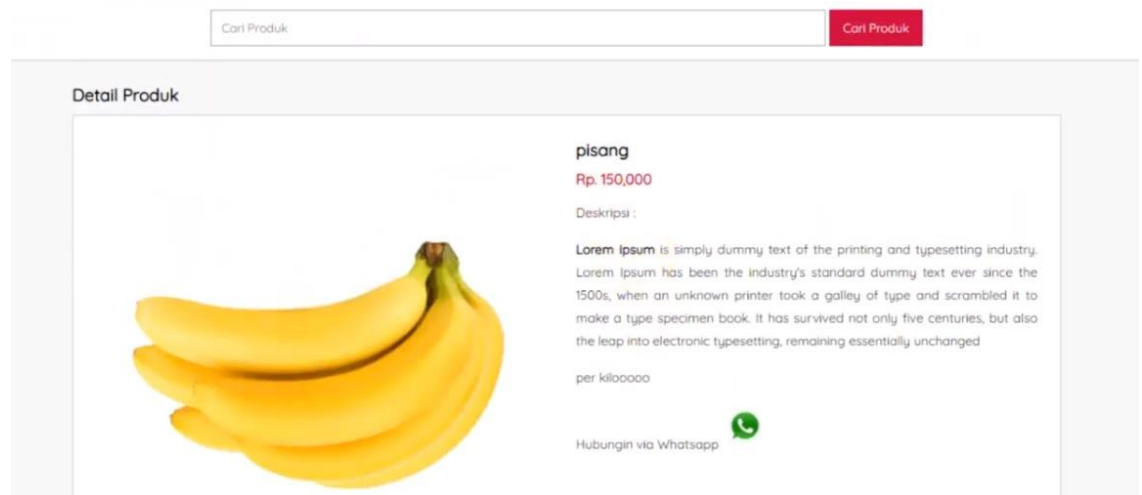 Cari Produk
Cari Produk
Detail Produk
pisang
Rp. 150,000
Deskripsi :
Lorem Ipsum is simply dummy text of the printing and typesetting industry.
Lorem Ipsum has been the industry's standard dummy text ever since the
1500s, when an unknown printer took a galley of type and scrambled it to
make a type specimen book. It has survived not only five centuries, but also
the leap into electronic typesetting, remaining essentially unchanged
per kilooooo
Hubungin via Whatsapp